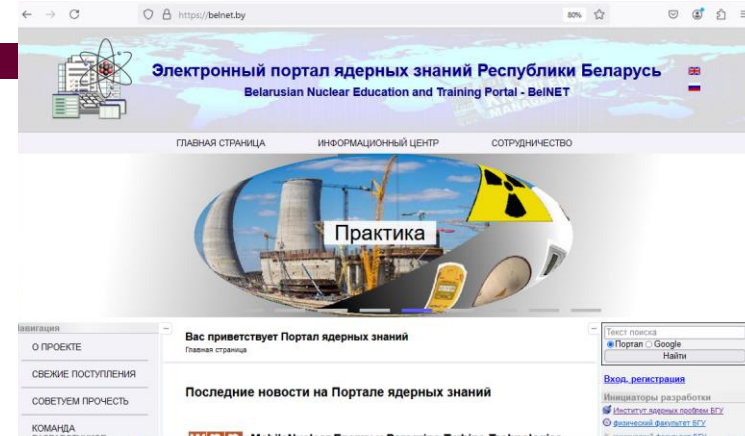 https://belnet.by
80%
Электронный портал ядерных знаний Республики Беларусь
Belarusian Nuclear Education and Training Portal - BelNET
ГЛАВНАЯ СТРАНИЦА
ИНФОРМАЦИОННЫЙ ЦЕНТР
СОТРУДНИЧЕСТВО
Практика
Навигация
О ПРОЕКТЕ
СВЕЖИЕ ПОСТУПЛЕНИЯ
СОВЕТУЕМ ПРОЧЕСТЬ
КОМАНДА
Вас приветствует Портал ядерных знаний
Главная страница
Последние новости на Портале ядерных знаний
Текст поиска
Портал Google
Найти
Вход, регистрация
Инициаторы разработки
Институт ядерных проблем БГУ
физический факультет БГУ